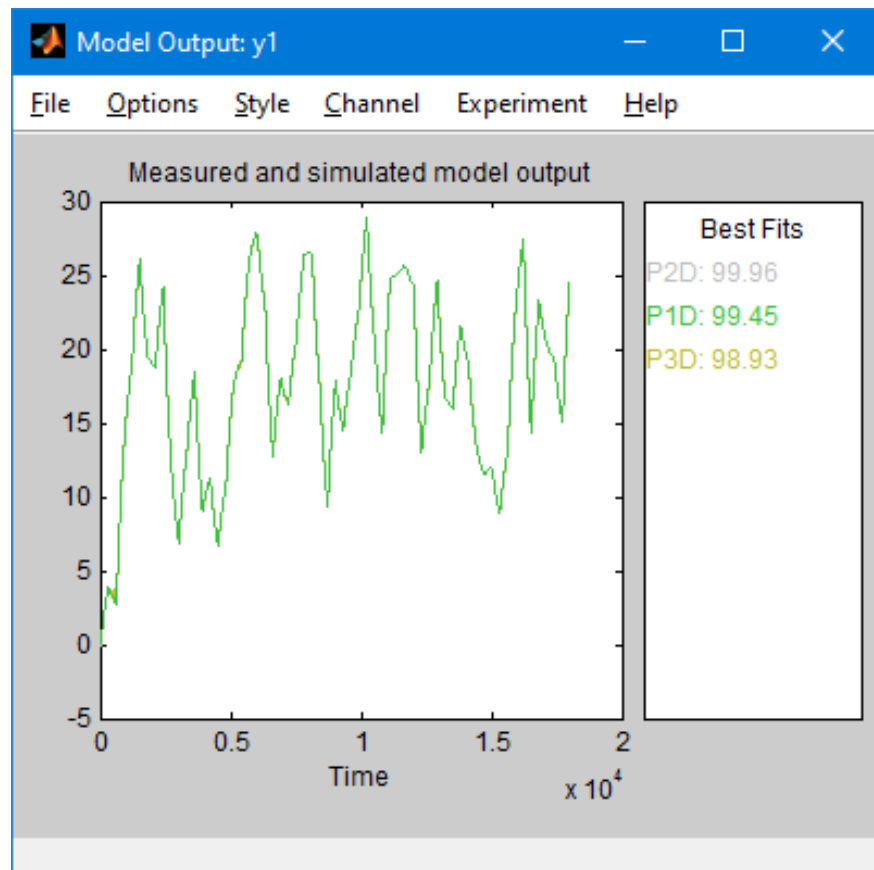 Model Output: y1
File Options Style Channel Experiment Help
Measured and simulated model output
30
25
20
15
10
5
0
-5
0 0.5 1 1.5 2
Time
x 10^4
Best Fits
P2D: 99.96
P1D: 99.45
P3D: 98.93